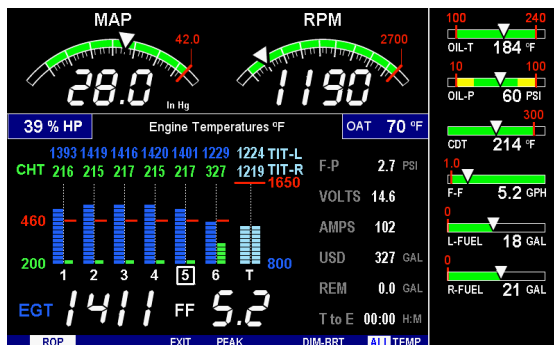 MAP
42.0
28.0 In Hg
RPM
2700
1190
39 % HP
Engine Temperatures ºF
OAT 70 ºF
1393 1419 1416 1420 1401 1229 1224 TIT-L
CHT 216 215 217 215 217 327 1219 TIT-R
1650
460
200
800
1 2 3 4 5 6 T
EGT 1411 FF 5.2
F-P 2.7 PSI
VOLTS 14.6
AMPS 102
USD 327 GAL
REM 0.0 GAL
T to E 00:00 H:M
ROP EXIT PEAK DIM-BRT ALL TEMP
100 240
OIL-T 184 ºF
10 100
OIL-P 60 PSI
300
CDT 214 ºF
1.0
F-F 5.2 GPH
0
L-FUEL 18 GAL
0
R-FUEL 21 GAL